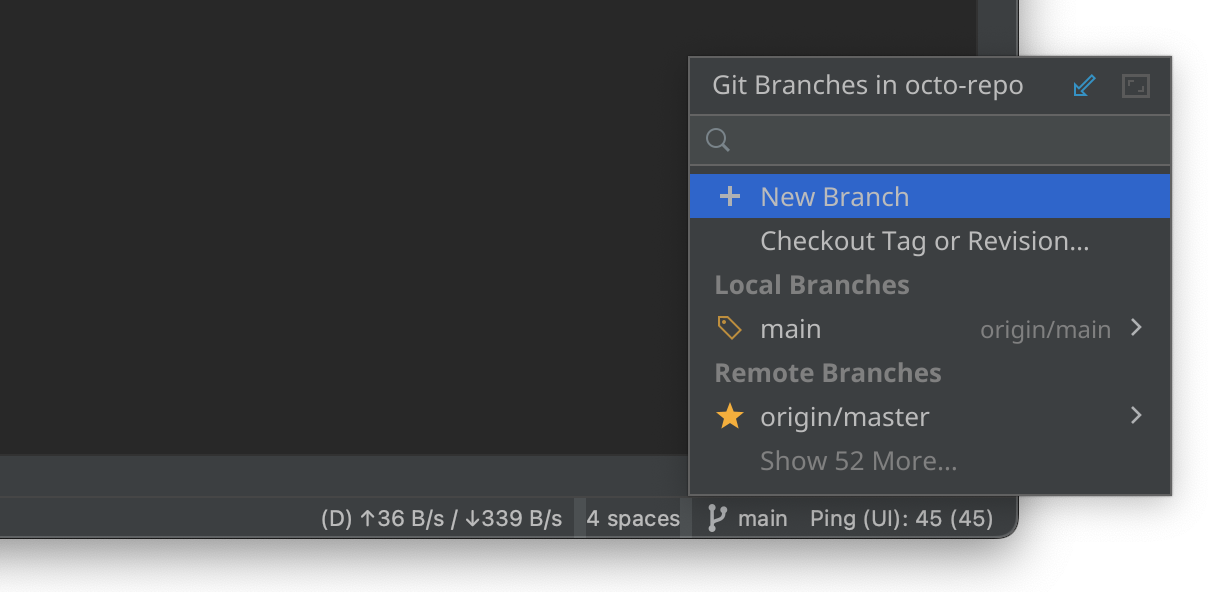 Git Branches in octo-repo
New Branch
Checkout Tag or Revision...
Local Branches
main origin/main
Remote Branches
origin/master
Show 52 More...
(D) ↑36 B/s / ↓339 B/s 4 spaces main Ping (UI): 45 (45)